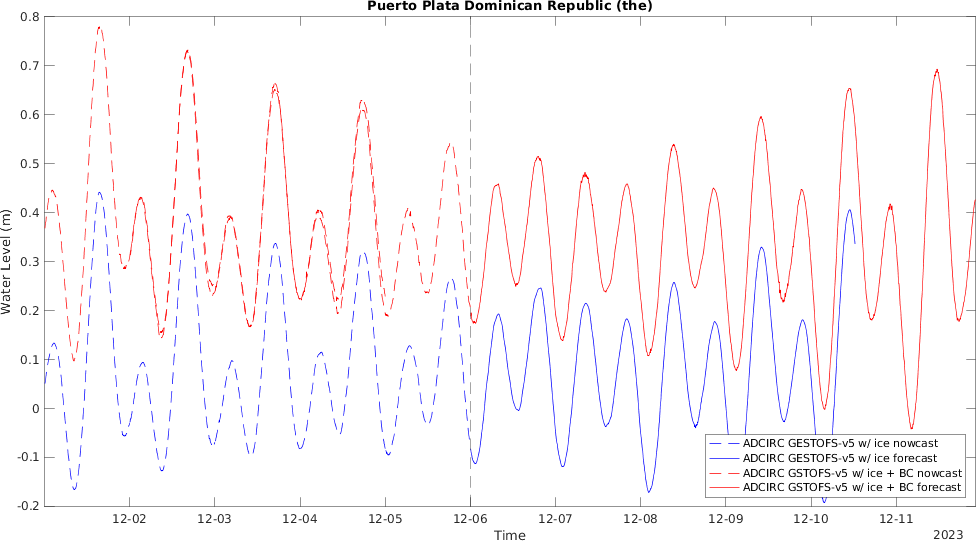 Puerto Plata Dominican Republic (the)
0.8
0.7
0.6
0.5
0.4
0.3
0.2
0.1
0
-0.1
-0.2
Water Level (m)
ADCIRC GESTOFS-v5 w/ ice nowcast
ADCIRC GESTOFS-v5 w/ ice forecast
ADCIRC GSTOFS-v5 w/ ice + BC nowcast
ADCIRC GSTOFS-v5 w/ ice + BC forecast
12-02 12-03 12-04 12-05 12-06 12-07 12-08 12-09 12-10 12-11
Time
2023